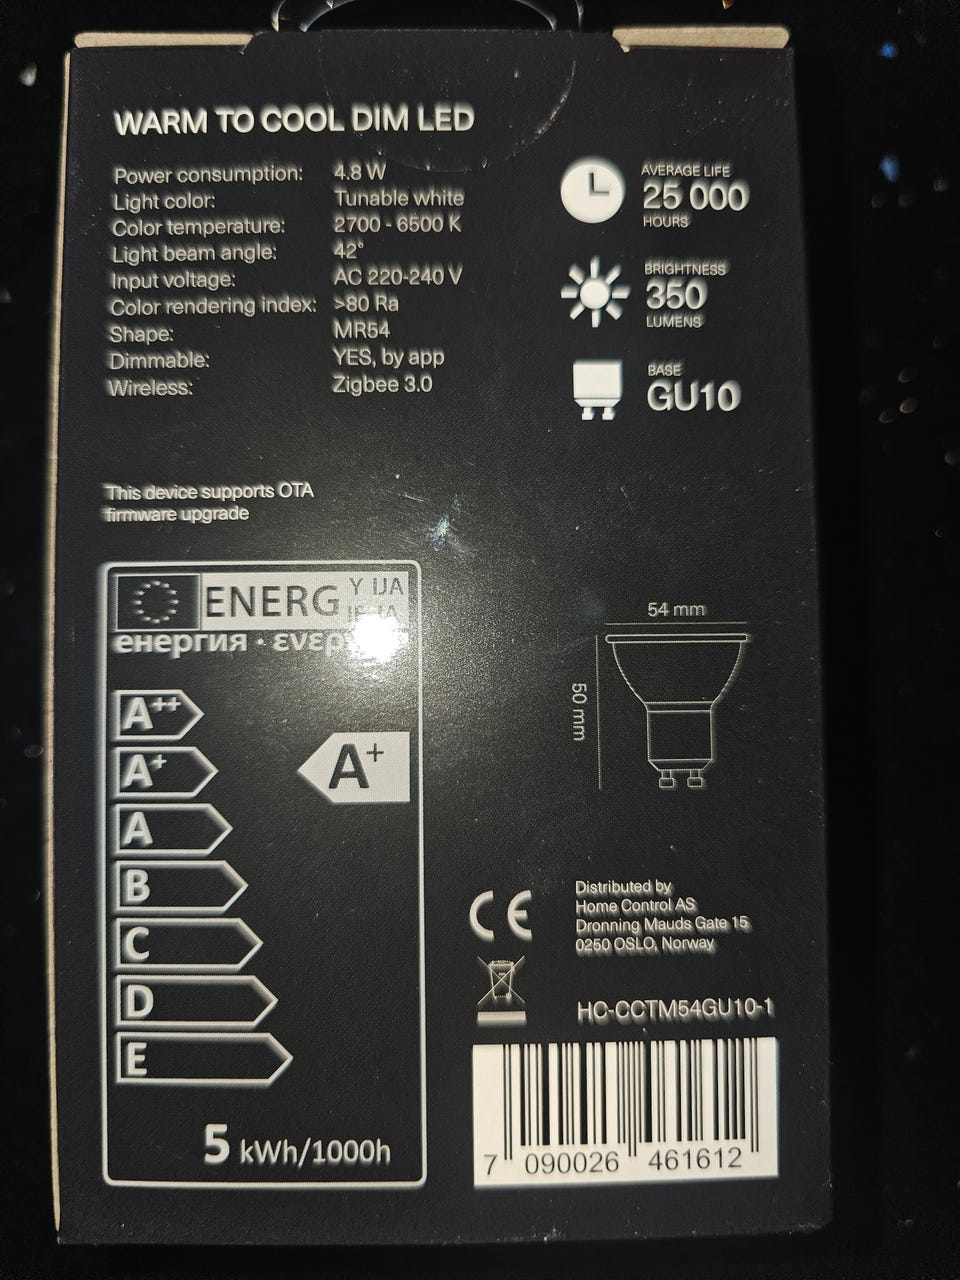 WARM TO COOL DIM LED
Power consumption: 4.8 W
Light color: Tunable white
Color temperature: 2700 - 6500 K
Light beam angle: 42°
Input voltage: AC 220-240 V
Color rendering index: >80 Ra
Shape: MR54
Dimmable: YES, by app
Wireless: Zigbee 3.0
AVERAGE LIFE
25 000
HOURS
BRIGHTNESS
350
LUMENS
BASE
GU10
This device supports OTA
firmware upgrade
ENERG Y IJA
IE IA
енергия · ενερ
A++
A+
A
B
C
D
E
A+
5 kWh/1000h
54 mm
50 mm
CE
Distributed by
Home Control AS
Dronning Mauds Gate 15
0250 OSLO, Norway
HC-CCTM54GU10-1
7 090026 461612